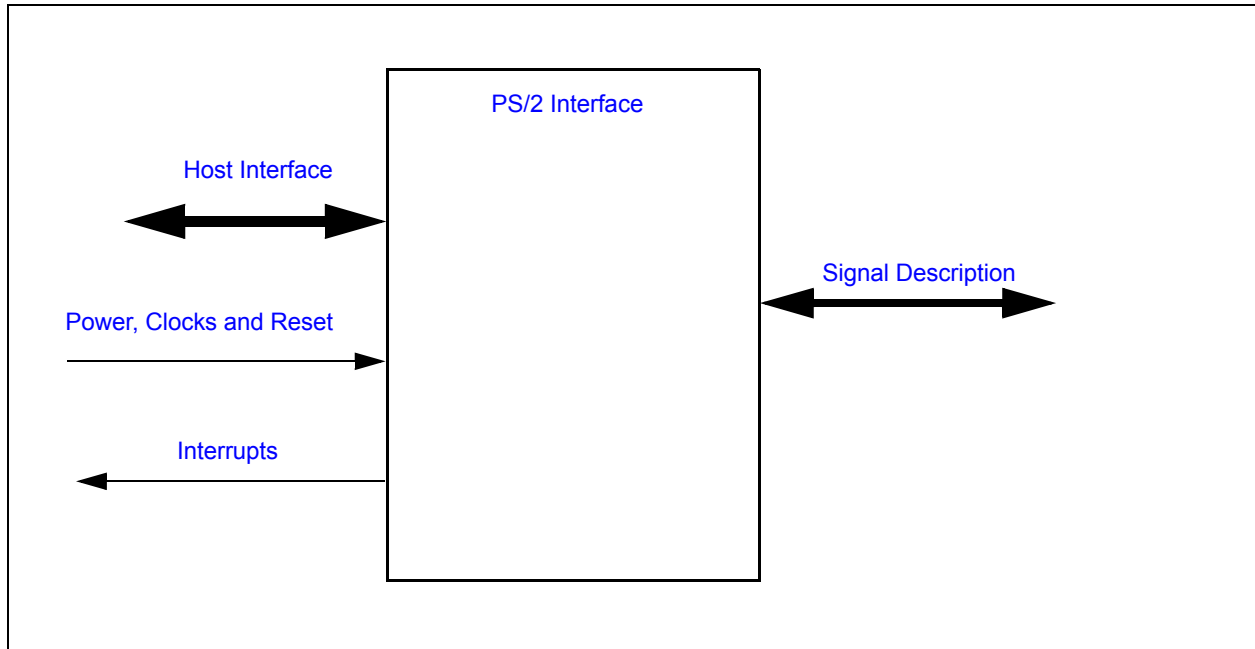 PS/2 Interface
Host Interface
Signal Description
Power, Clocks and Reset
Interrupts